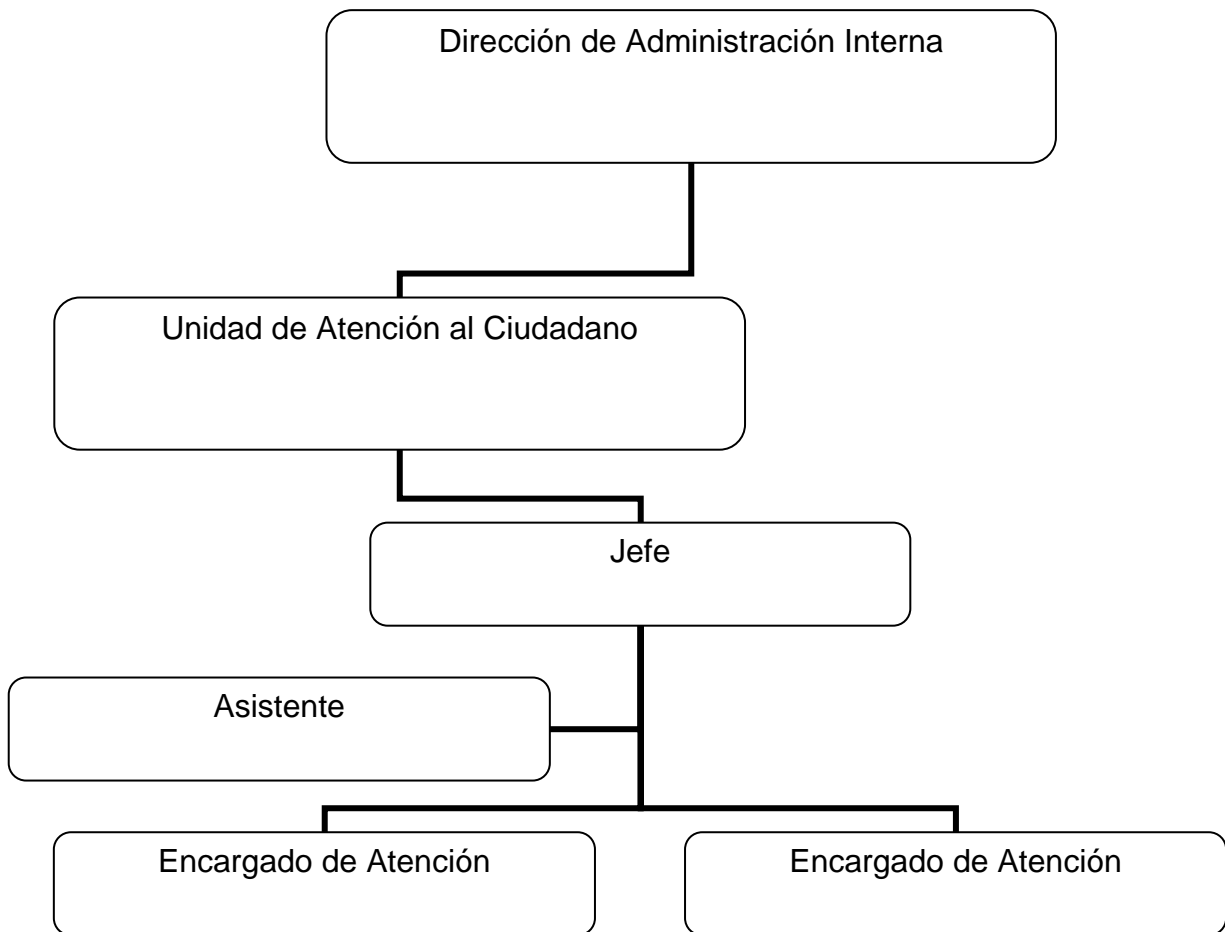 Dirección de Administración Interna
Unidad de Atención al Ciudadano
Jefe
Asistente
Encargado de Atención
Encargado de Atención